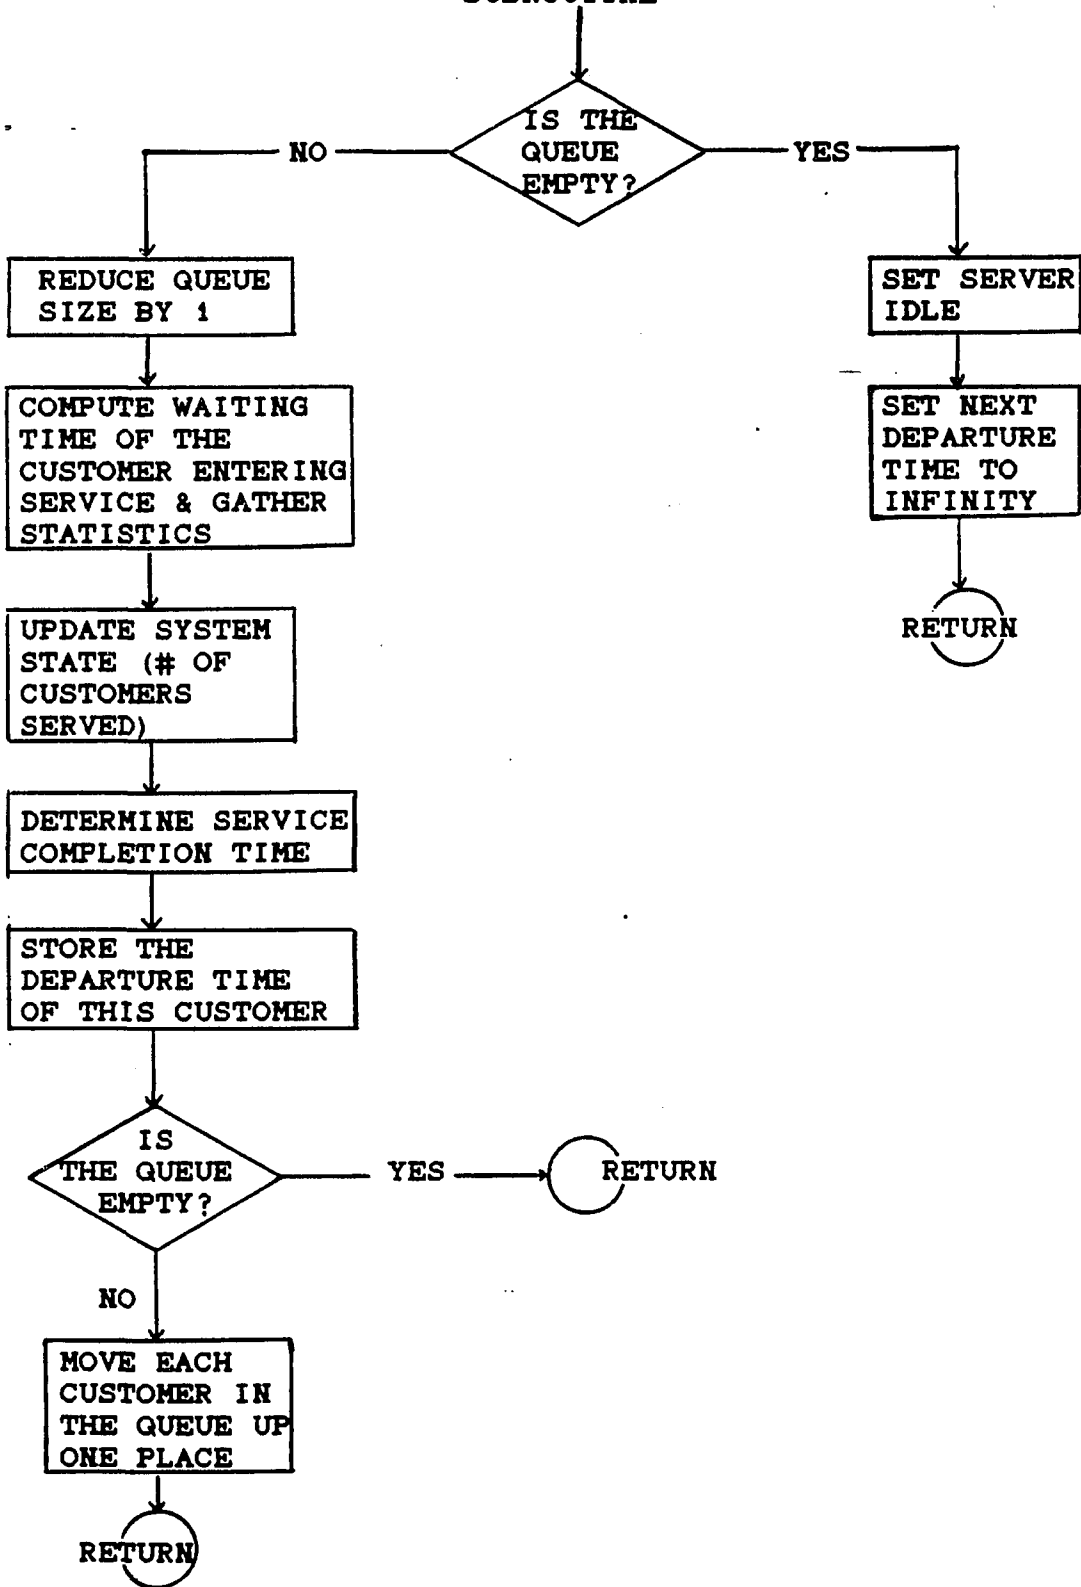 IS THE
QUEUE
EMPTY?
NO
YES
REDUCE QUEUE
SIZE BY 1
COMPUTE WAITING
TIME OF THE
CUSTOMER ENTERING
SERVICE & GATHER
STATISTICS
UPDATE SYSTEM
STATE (# OF
CUSTOMERS
SERVED)
DETERMINE SERVICE
COMPLETION TIME
STORE THE
DEPARTURE TIME
OF THIS CUSTOMER
IS
THE QUEUE
EMPTY?
YES
RETURN
NO
MOVE EACH
CUSTOMER IN
THE QUEUE UP
ONE PLACE
RETURN
SET SERVER
IDLE
SET NEXT
DEPARTURE
TIME TO
INFINITY
RETURN